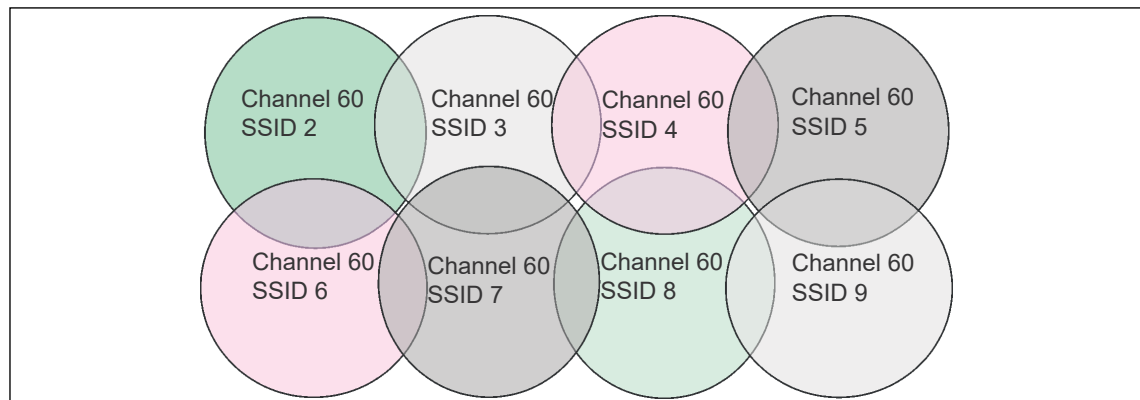 Channel 60
SSID 2
Channel 60
SSID 3
Channel 60
SSID 4
Channel 60
SSID 5
Channel 60
SSID 6
Channel 60
SSID 7
Channel 60
SSID 8
Channel 60
SSID 9